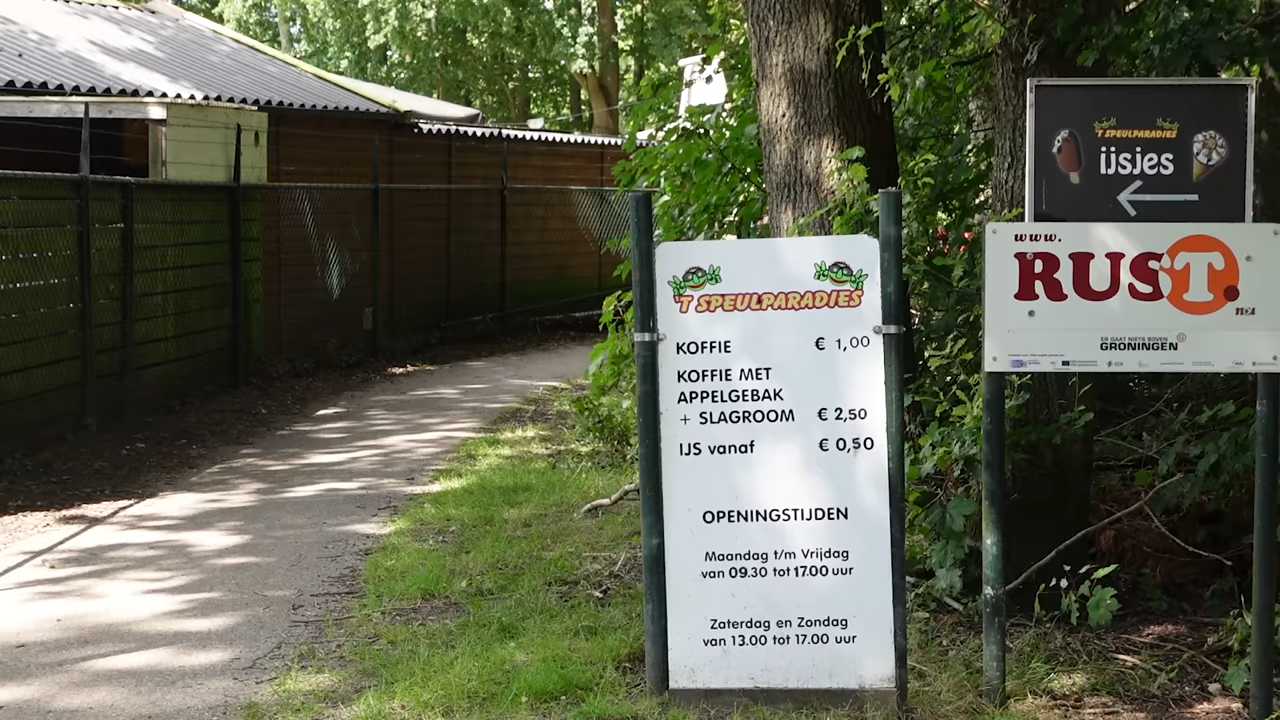 'T SPEULPARADIES
KOFFIE € 1,00
KOFFIE MET
APPELGEBAK
+ SLAGROOM € 2,50
IJS vanaf € 0,50
OPENINGSTIJDEN
Maandag t/m Vrijdag
van 09.30 tot 17.00 uur
Zaterdag en Zondag
van 13.00 tot 17.00 uur
'T SPEULPARADIES
ijsjes
www.
RUST.
ER GAAT NIETS BOVEN
GRONINGEN